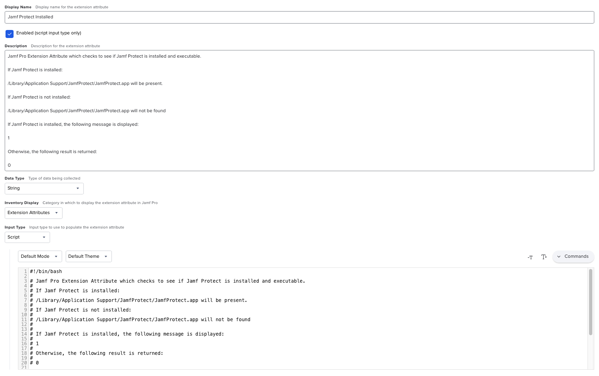 Display Name Display name for the extension attribute
Jamf Protect Installed
Enabled (script input type only)
Description Description for the extension attribute
Jamf Pro Extension Attribute which checks to see if Jamf Protect is installed and executable.
If Jamf Protect is installed:
/Library/Application Support/JamfProtect/JamfProtect.app will be present.
If Jamf Protect is not installed:
/Library/Application Support/JamfProtect/JamfProtect.app will not be found
If Jamf Protect is installed, the following message is displayed:
1
Otherwise, the following result is returned:
0
Data Type Type of data being collected
String
Inventory Display Category in which to display the extension attribute in Jamf Pro
Extension Attributes
Input Type Input type to use to populate the extension attribute
Script
Default Mode Default Theme Commands
1 #!/bin/bash
2
3 # Jamf Pro Extension Attribute which checks to see if Jamf Protect is installed and executable.
4 #
5 # If Jamf Protect is installed:
6 #
7 # /Library/Application Support/JamfProtect/JamfProtect.app will be present.
8 #
9 # If Jamf Protect is not installed:
10 #
11 # /Library/Application Support/JamfProtect/JamfProtect.app will not be found
12 #
13 #
14 # If Jamf Protect is installed, the following message is displayed:
15 #
16 # 1
17 #
18 # Otherwise, the following result is returned:
19 #
20 # 0
21